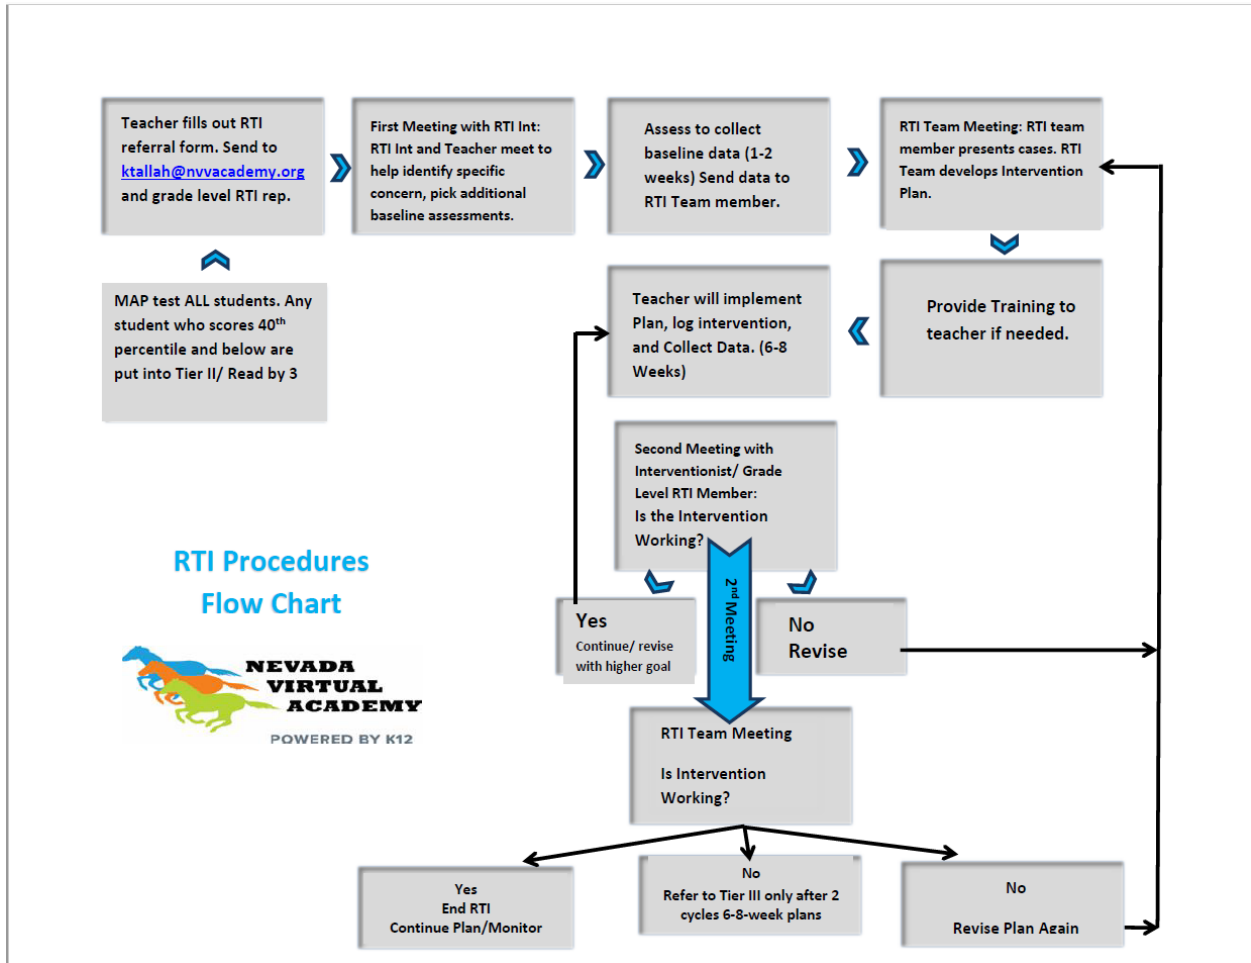 Teacher fills out RTI
referral form. Send to
ktallah@nvvacademy.org
and grade level RTI rep.
First Meeting with RTI Int:
RTI Int and Teacher meet to
help identify specific
concern, pick additional
baseline assessments.
Assess to collect
baseline data (1-2
weeks) Send data to
RTI Team member.
RTI Team Meeting: RTI team
member presents cases. RTI
Team develops Intervention
Plan.
MAP test ALL students. Any
student who scores 40th
percentile and below are
put into Tier II/ Read by 3
Teacher will implement
Plan, log intervention,
and Collect Data. (6-8
Weeks)
Provide Training to
teacher if needed.
Second Meeting with
Interventionist/ Grade
Level RTI Member:
Is the Intervention
Working?
2nd Meeting
Yes
Continue/ revise
with higher goal
No
Revise
RTI Procedures
Flow Chart
NEVADA
VIRTUAL
ACADEMY
POWERED BY K12
RTI Team Meeting
Is Intervention
Working?
Yes
End RTI
Continue Plan/Monitor
No
Refer to Tier III only after 2
cycles 6-8-week plans
No
Revise Plan Again